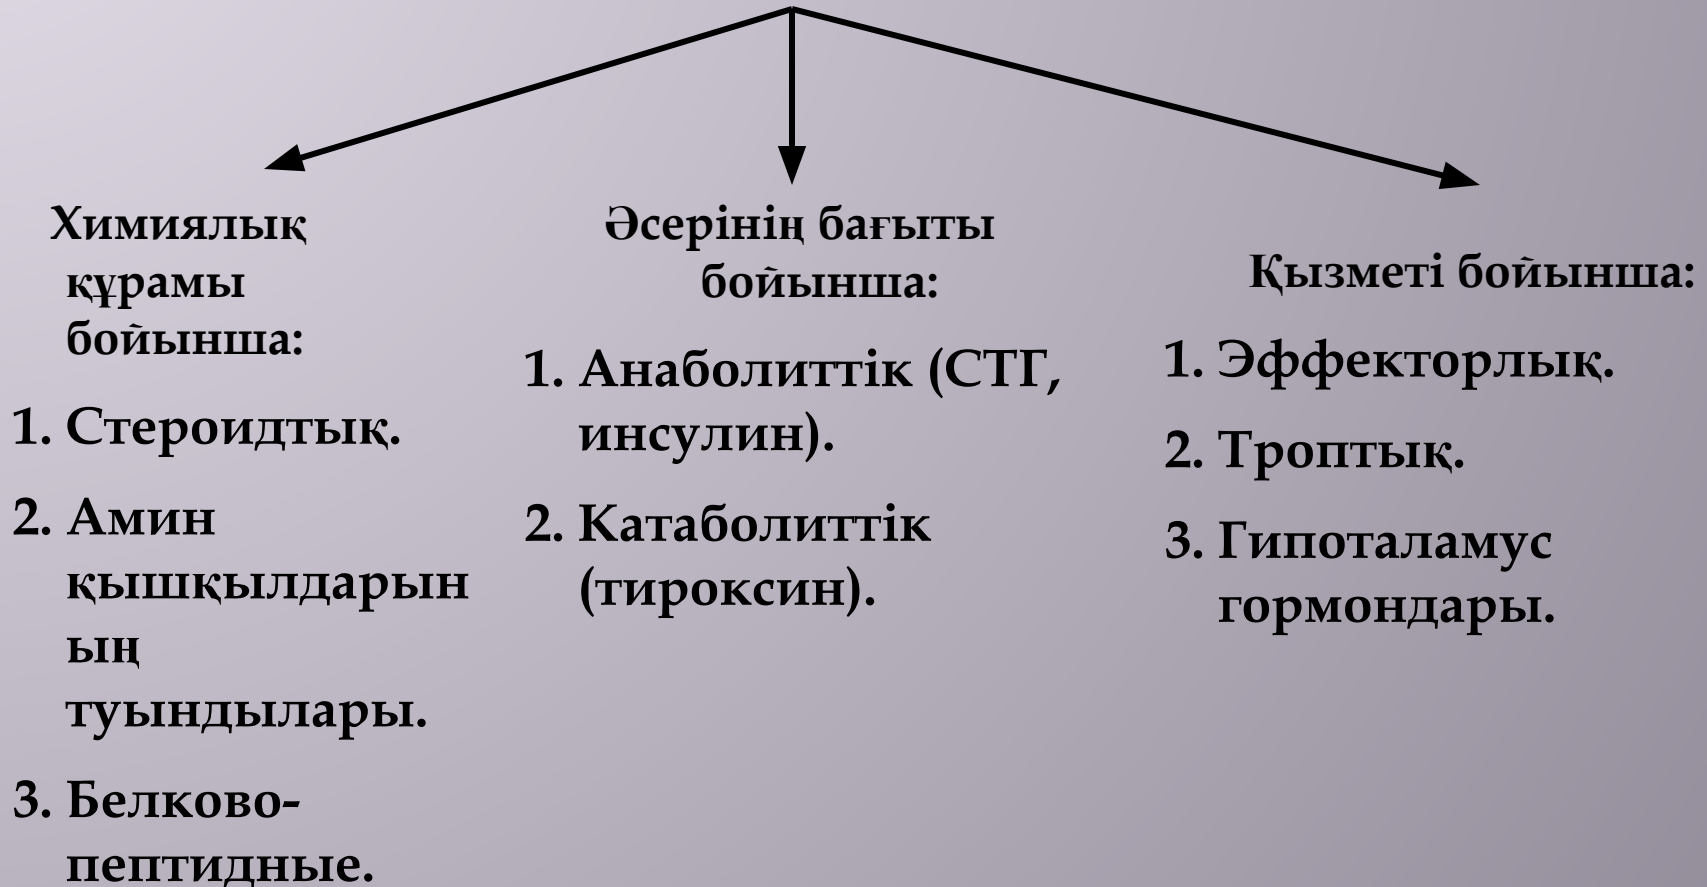 Химиялық
құрамы
бойынша:
1. Стероидтық.
2. Амин
қышқылдарын
ың
туындылары.
3. Белково-
пептидные.
Әсерінің бағыты
бойынша:
1. Анаболиттік (СТГ,
инсулин).
2. Катаболиттік
(тироксин).
Қызметі бойынша:
1. Эффекторлық.
2. Троптық.
3. Гипоталамус
гормондары.